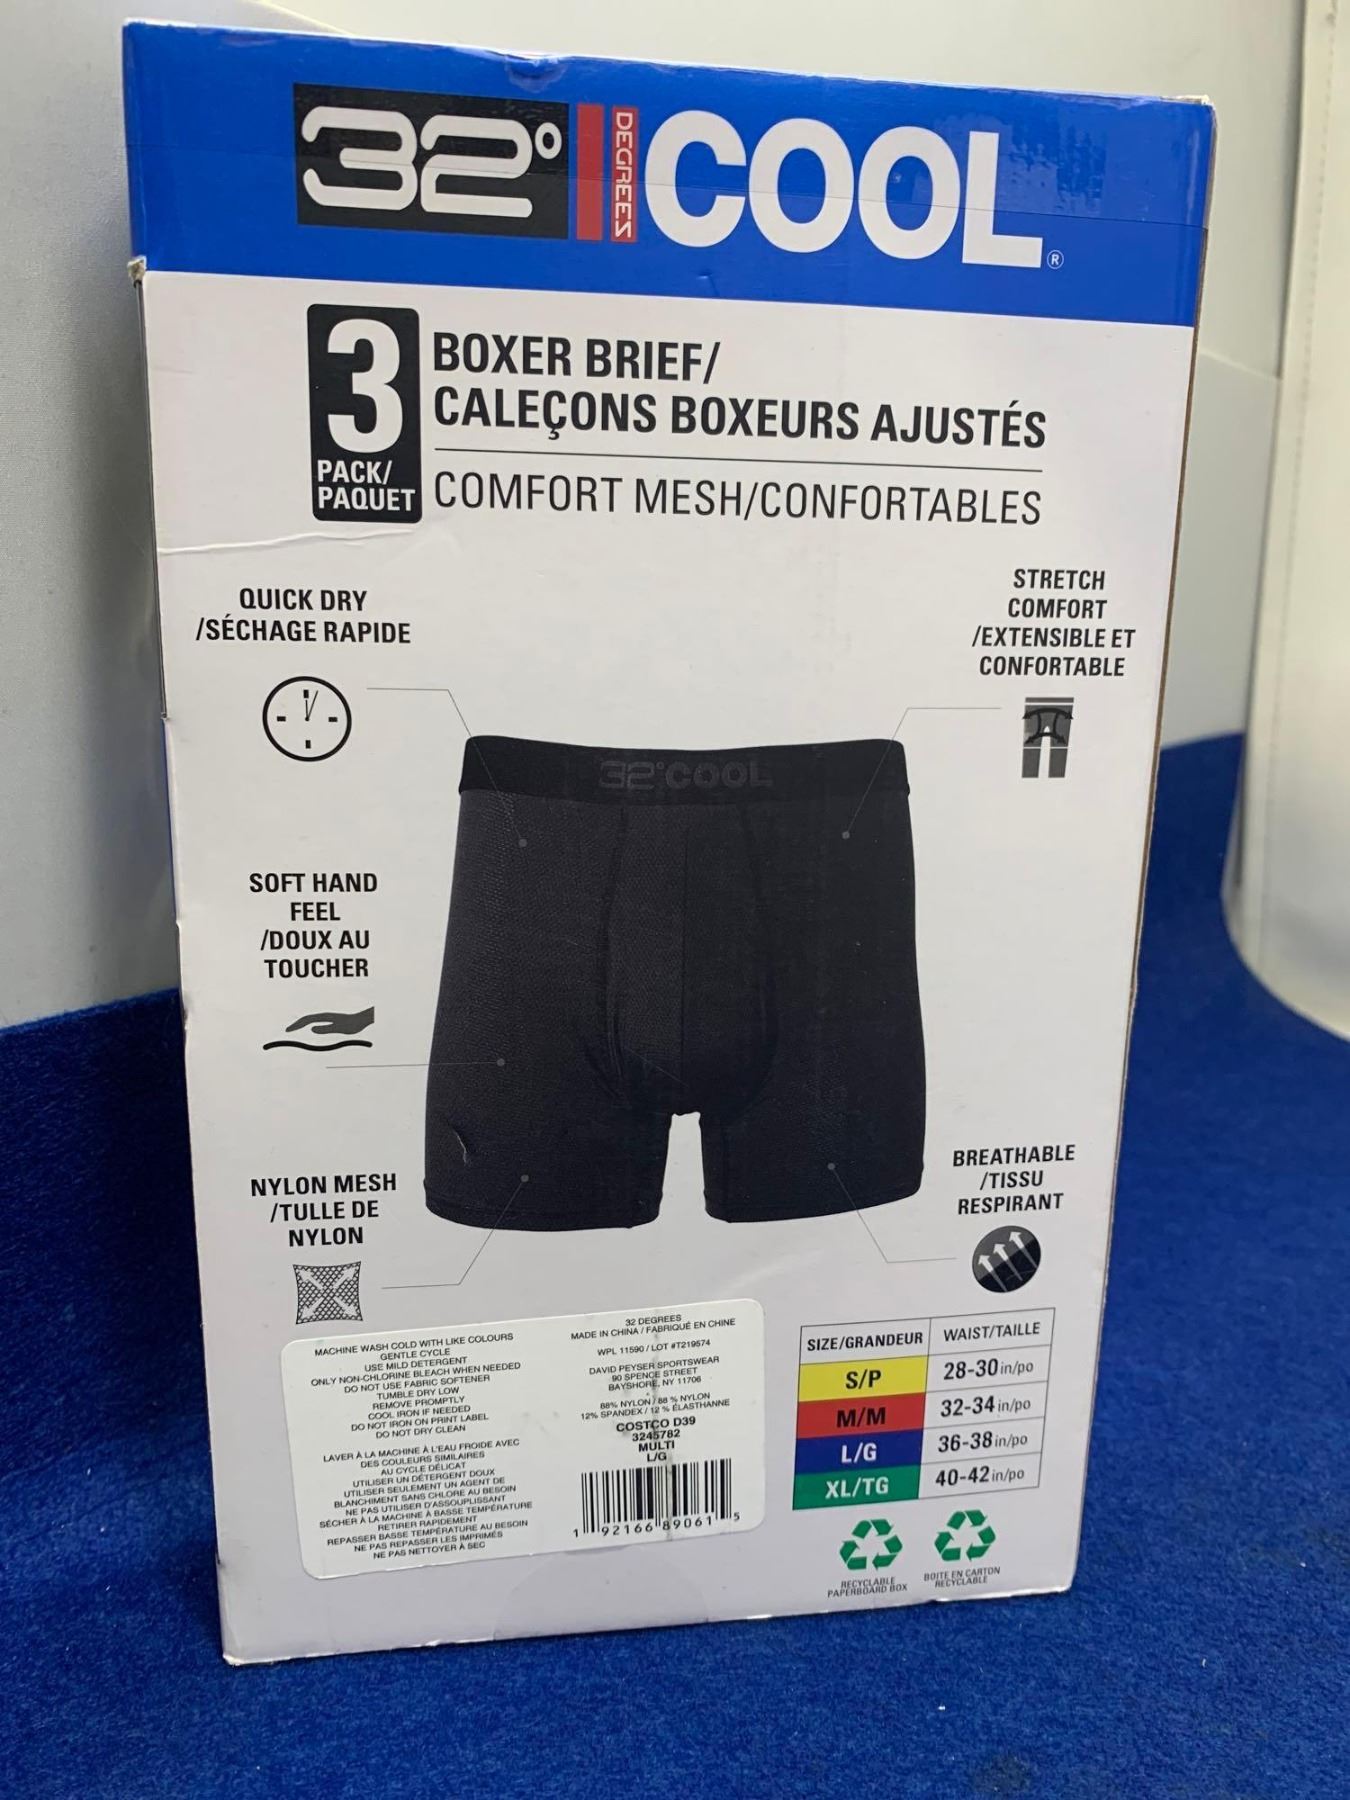 32° DEGREES COOL®
3
PACK/
PAQUET
BOXER BRIEF/
CALEÇONS BOXEURS AJUSTÉS
COMFORT MESH/CONFORTABLES
QUICK DRY
/SÉCHAGE RAPIDE
STRETCH
COMFORT
/EXTENSIBLE ET
CONFORTABLE
32°COOL
SOFT HAND
FEEL
/DOUX AU
TOUCHER
NYLON MESH
/TULLE DE
NYLON
BREATHABLE
/TISSU
RESPIRANT
MACHINE WASH COLD WITH LIKE COLOURS
GENTLE CYCLE
USE MILD DETERGENT
ONLY NON-CHLORINE BLEACH WHEN NEEDED
DO NOT USE FABRIC SOFTENER
TUMBLE DRY LOW
REMOVE PROMPTLY
COOL IRON IF NEEDED
DO NOT IRON ON PRINT LABEL
DO NOT DRY CLEAN
LAVER À LA MACHINE À L'EAU FROIDE AVEC
DES COULEURS SIMILAIRES
AU CYCLE DÉLICAT
UTILISER UN DÉTERGENT DOUX
UTILISER SEULEMENT UN AGENT DE
BLANCHIMENT SANS CHLORE AU BESOIN
NE PAS UTILISER D'ASSOUPLISSANT
SÉCHER À LA MACHINE À BASSE TEMPÉRATURE
RETIRER RAPIDEMENT
REPASSER BASSE TEMPÉRATURE AU BESOIN
NE PAS REPASSER LES IMPRIMÉS
NE PAS NETTOYER À SEC
32 DEGREES
MADE IN CHINA / FABRIQUÉ EN CHINE
WPL 11590 / LOT #T219574
DAVID PEYSER SPORTSWEAR
90 SPENCE STREET
BAYSHORE, NY 11706
88% NYLON / 88 % NYLON
12% SPANDEX / 12 % ÉLASTHANNE
COSTCO D39
3245782
MULTI
L/G
1 92166 89061 5
SIZE/GRANDEUR WAIST/TAILLE
S/P 28-30 in/po
M/M 32-34 in/po
L/G 36-38 in/po
XL/TG 40-42 in/po
RECYCLABLE
PAPERBOARD BOX
BOITE EN CARTON
RECYCLABLE